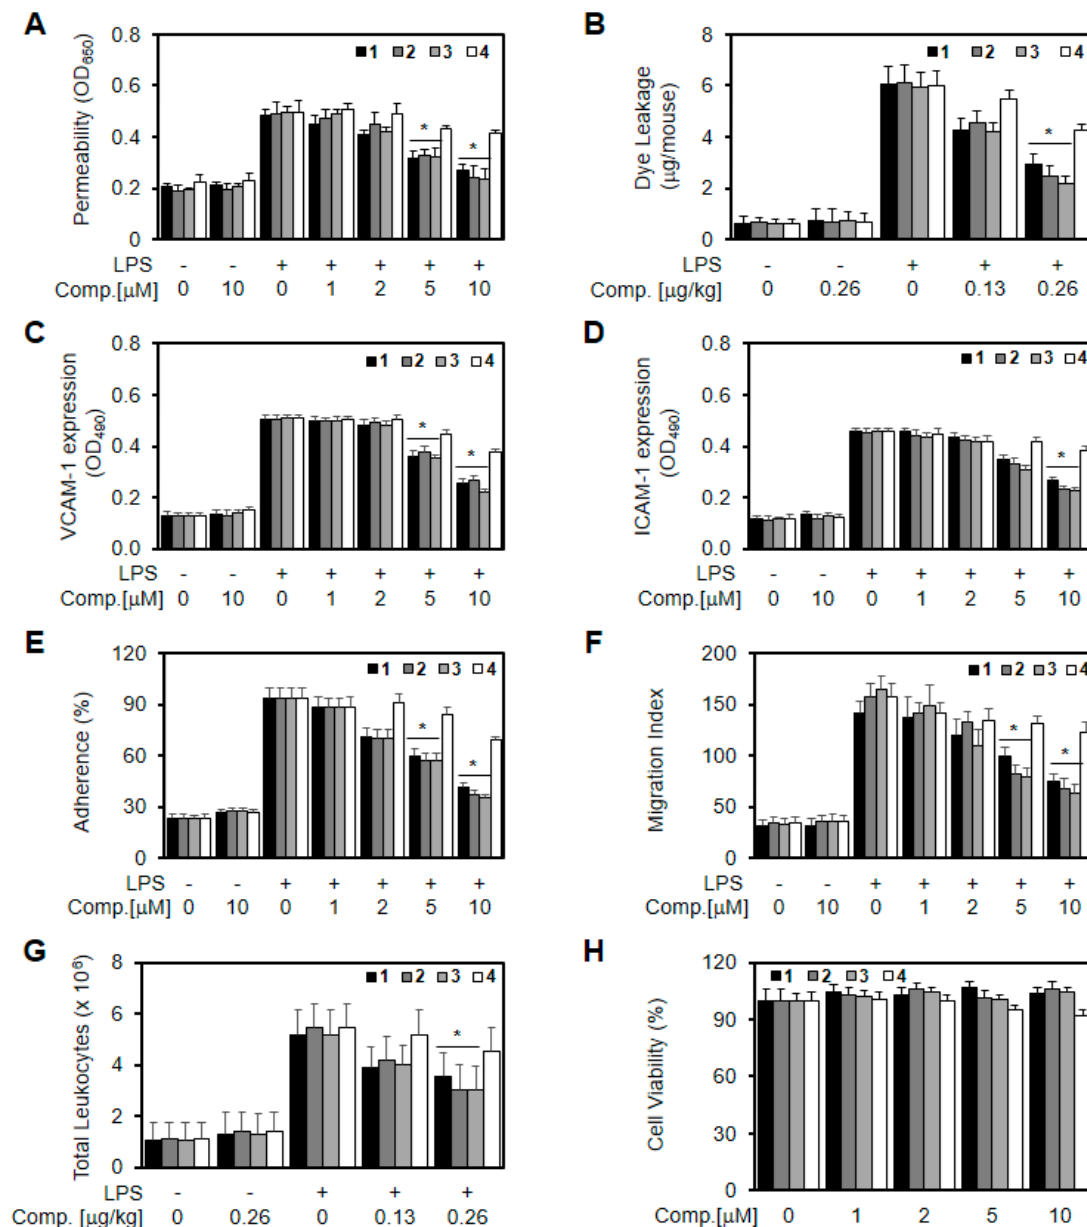 A
Permeability (OD₆₅₀)
0.8
0.6
0.4
0.2
0.0
1 2 3 4
* *
LPS - - + + + + +
Comp.[μM] 0 10 0 1 2 5 10
B
Dye Leakage
(μg/mouse)
8
6
4
2
0
1 2 3 4
*
LPS - - + + +
Comp. [μg/kg] 0 0.26 0 0.13 0.26
C
VCAM-1 expression
(OD₄₉₀)
0.8
0.6
0.4
0.2
0.0
1 2 3 4
* *
LPS - - + + + + +
Comp.[μM] 0 10 0 1 2 5 10
D
ICAM-1 expression
(OD₄₉₀)
0.8
0.6
0.4
0.2
0.0
1 2 3 4
*
LPS - - + + + + +
Comp.[μM] 0 10 0 1 2 5 10
E
Adherence (%)
120
90
60
30
0
1 2 3 4
* *
LPS - - + + + + +
Comp.[μM] 0 10 0 1 2 5 10
F
Migration Index
200
150
100
50
0
1 2 3 4
* *
LPS - - + + + + +
Comp.[μM] 0 10 0 1 2 5 10
G
Total Leukocytes (x 10⁶)
8
6
4
2
0
1 2 3 4
*
LPS - - + + +
Comp. [μg/kg] 0 0.26 0 0.13 0.26
H
Cell Viability (%)
120
90
60
30
0
1 2 3 4
Comp.[μM] 0 1 2 5 10